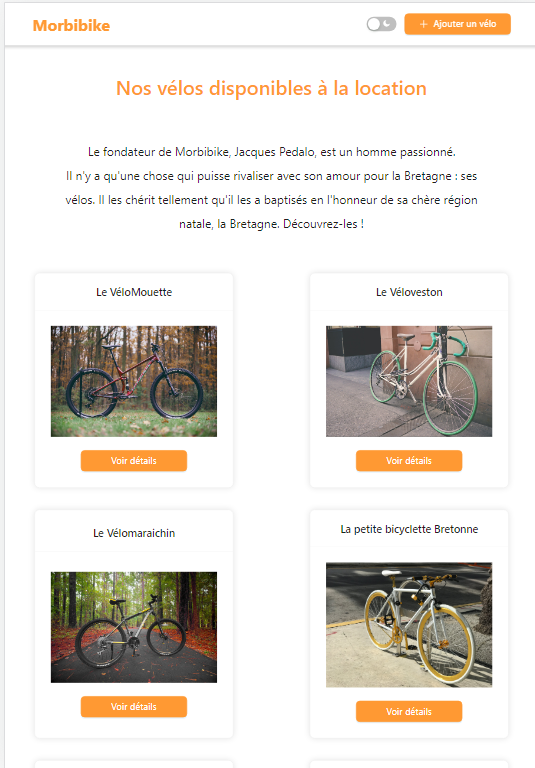 Morbibike
+ Ajouter un vélo
Nos vélos disponibles à la location
Le fondateur de Morbibike, Jacques Pedalo, est un homme passionné.
Il n'y a qu'une chose qui puisse rivaliser avec son amour pour la Bretagne : ses
vélos. Il les chérit tellement qu'il les a baptisés en l'honneur de sa chère région
natale, la Bretagne. Découvrez-les !
Le VéloMouette
Le Véloveston
Voir détails
Voir détails
Le Vélomaraichin
La petite bicyclette Bretonne
Voir détails
Voir détails